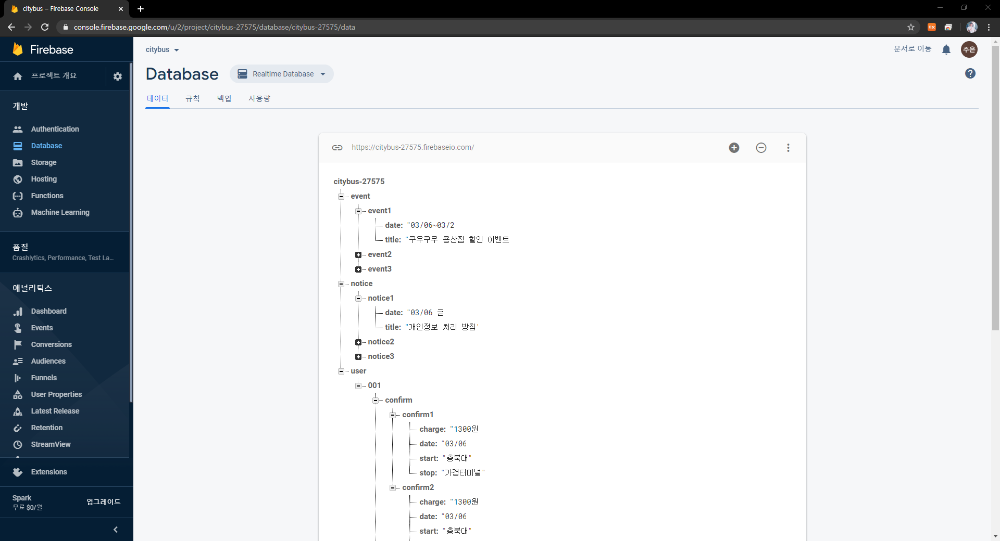 citybus – Firebase Console
console.firebase.google.com/u/2/project/citybus-27575/database/citybus-27575/data
Firebase
프로젝트 개요
개발
Authentication
Database
Storage
Hosting
Functions
Machine Learning
품질
Crashlytics, Performance, Test La...
애널리틱스
Dashboard
Events
Conversions
Audiences
Funnels
User Properties
Latest Release
Retention
StreamView
Extensions
Spark
무료 $0/월
업그레이드
citybus
문서로 이동
주은
Database
Realtime Database
데이터
규칙
백업
사용량
https://citybus-27575.firebaseio.com/
citybus-27575
event
event1
date: "03/06~03/2
title: "쿠우쿠우 용산점 할인 이벤트
event2
event3
notice
notice1
date: "03/06
title: "개인정보 처리 방침"
notice2
notice3
user
001
confirm
confirm1
charge: "1300원
date: "03/06
start: "충북대"
stop: "가경터미널"
confirm2
charge: "1300원
date: "03/06
start: "충북대"